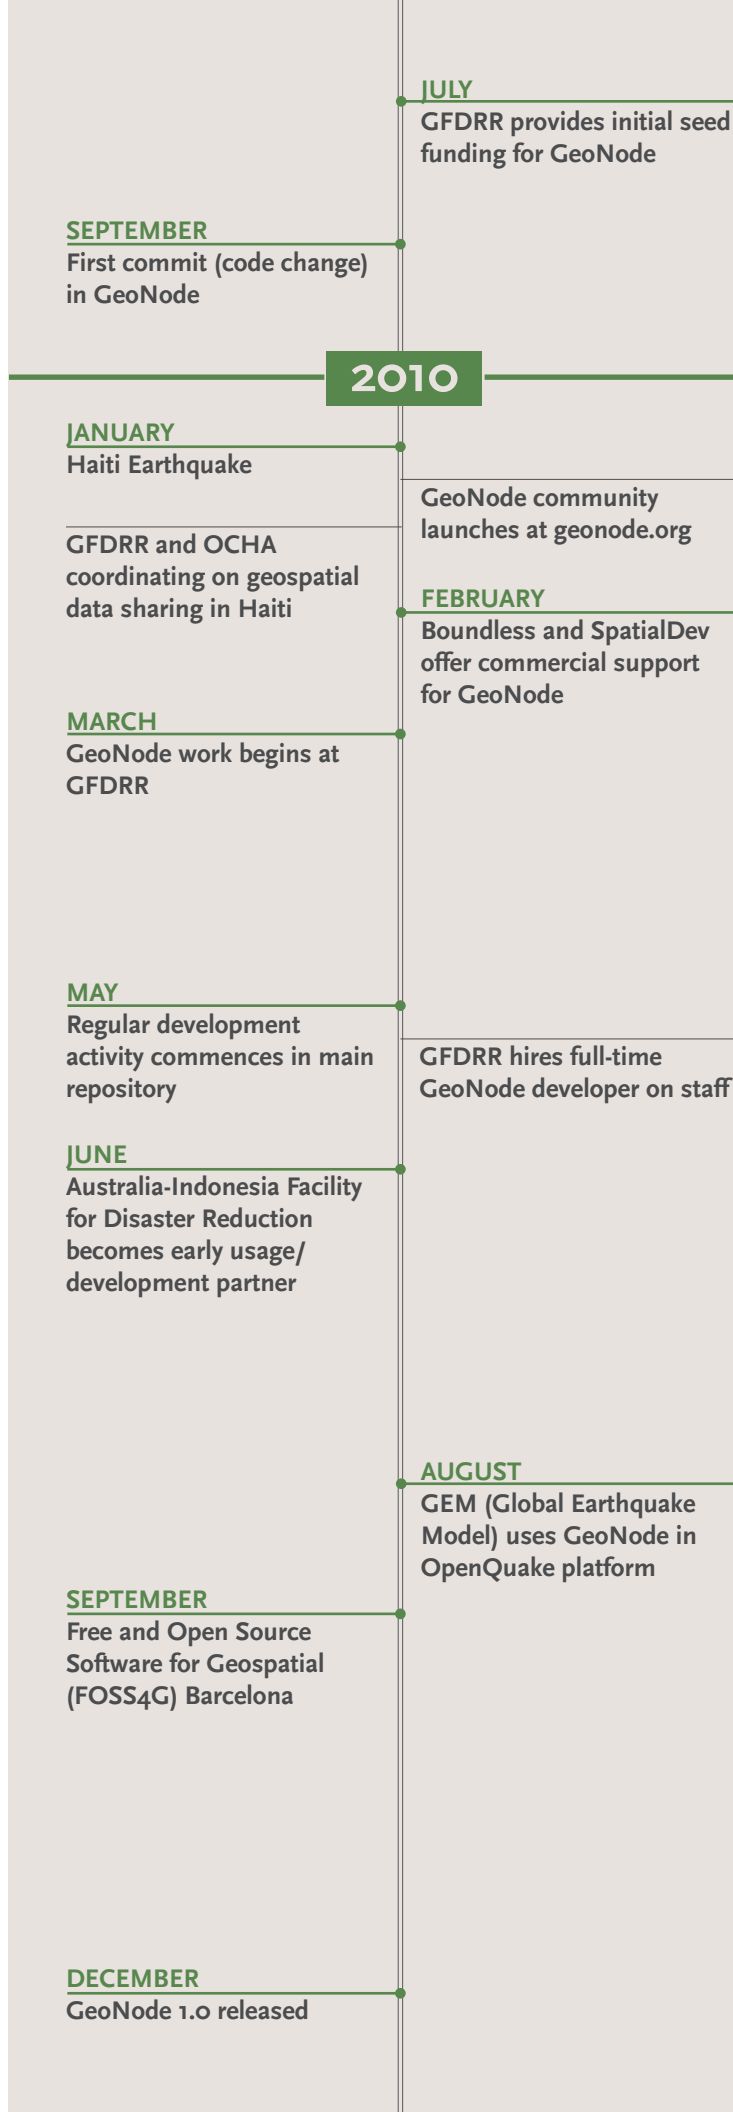 JULY
GFDRR provides initial seed
funding for GeoNode
SEPTEMBER
First commit (code change)
in GeoNode
2010
JANUARY
Haiti Earthquake
GeoNode community
launches at geonode.org
GFDRR and OCHA
coordinating on geospatial
data sharing in Haiti
FEBRUARY
Boundless and SpatialDev
offer commercial support
for GeoNode
MARCH
GeoNode work begins at
GFDRR
MAY
Regular development
activity commences in main
repository
GFDRR hires full-time
GeoNode developer on staff
JUNE
Australia-Indonesia Facility
for Disaster Reduction
becomes early usage/
development partner
AUGUST
GEM (Global Earthquake
Model) uses GeoNode in
OpenQuake platform
SEPTEMBER
Free and Open Source
Software for Geospatial
(FOSS4G) Barcelona
DECEMBER
GeoNode 1.0 released